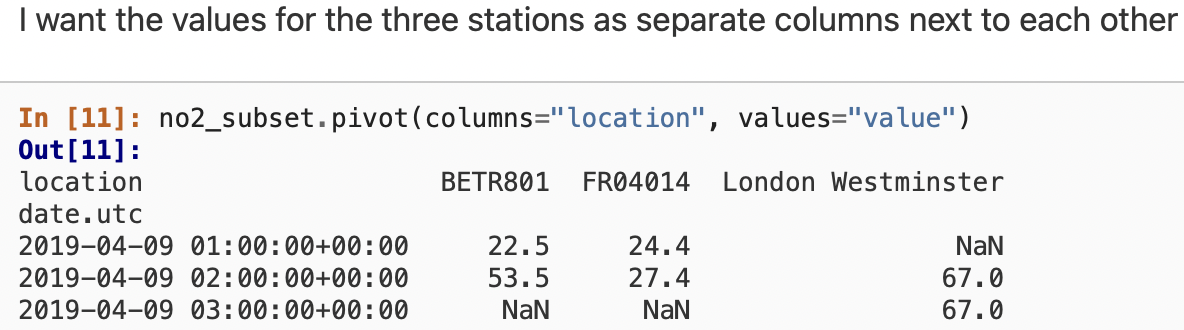 I want the values for the three stations as separate columns next to each other
In [11]: no2_subset.pivot(columns="location", values="value")
Out[11]:
location                   BETR801  FR04014  London Westminster
date.utc
2019-04-09 01:00:00+00:00     22.5     24.4                 NaN
2019-04-09 02:00:00+00:00     53.5     27.4                67.0
2019-04-09 03:00:00+00:00      NaN      NaN                67.0